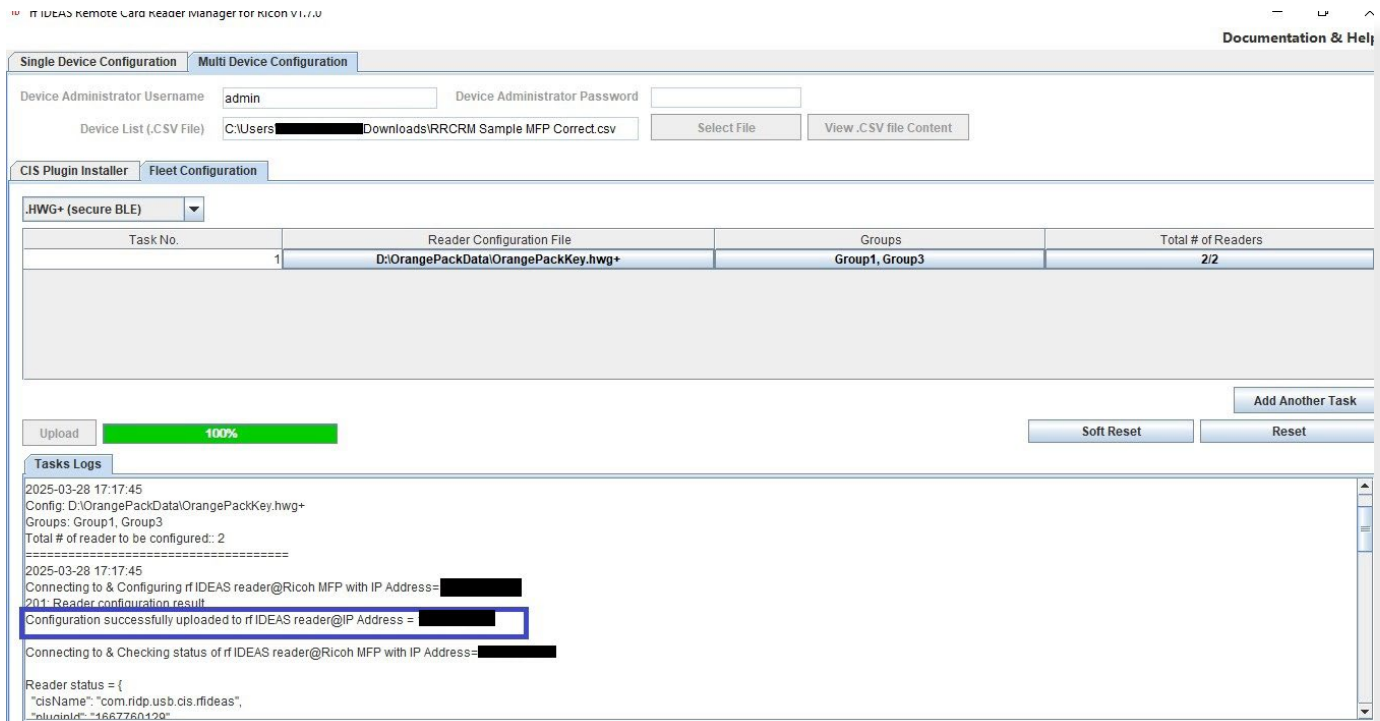 rf IDEAS Remote Card Reader Manager for Ricoh v1.7.0
Documentation & Help
Single Device Configuration Multi Device Configuration
Device Administrator Username admin Device Administrator Password
Device List (.CSV File) C:\Users Downloads\RRCRM Sample MFP Correct.csv Select File View .CSV file Content
CIS Plugin Installer Fleet Configuration
.HWG+ (secure BLE)
Task No. Reader Configuration File Groups Total # of Readers
1 D:\OrangePackData\OrangePackKey.hwg+ Group1, Group3 2/2
Add Another Task
Upload 100% Soft Reset Reset
Tasks Logs
2025-03-28 17:17:45
Config: D:\OrangePackData\OrangePackKey.hwg+
Groups: Group1, Group3
Total # of reader to be configured:: 2
=====================================
2025-03-28 17:17:45
Connecting to & Configuring rf IDEAS reader@Ricoh MFP with IP Address=
201: Reader configuration result
Configuration successfully uploaded to rf IDEAS reader@IP Address =
Connecting to & Checking status of rf IDEAS reader@Ricoh MFP with IP Address=
Reader status = {
"cisName": "com.ridp.usb.cis.rfideas",
"pluginId": "1667760129"